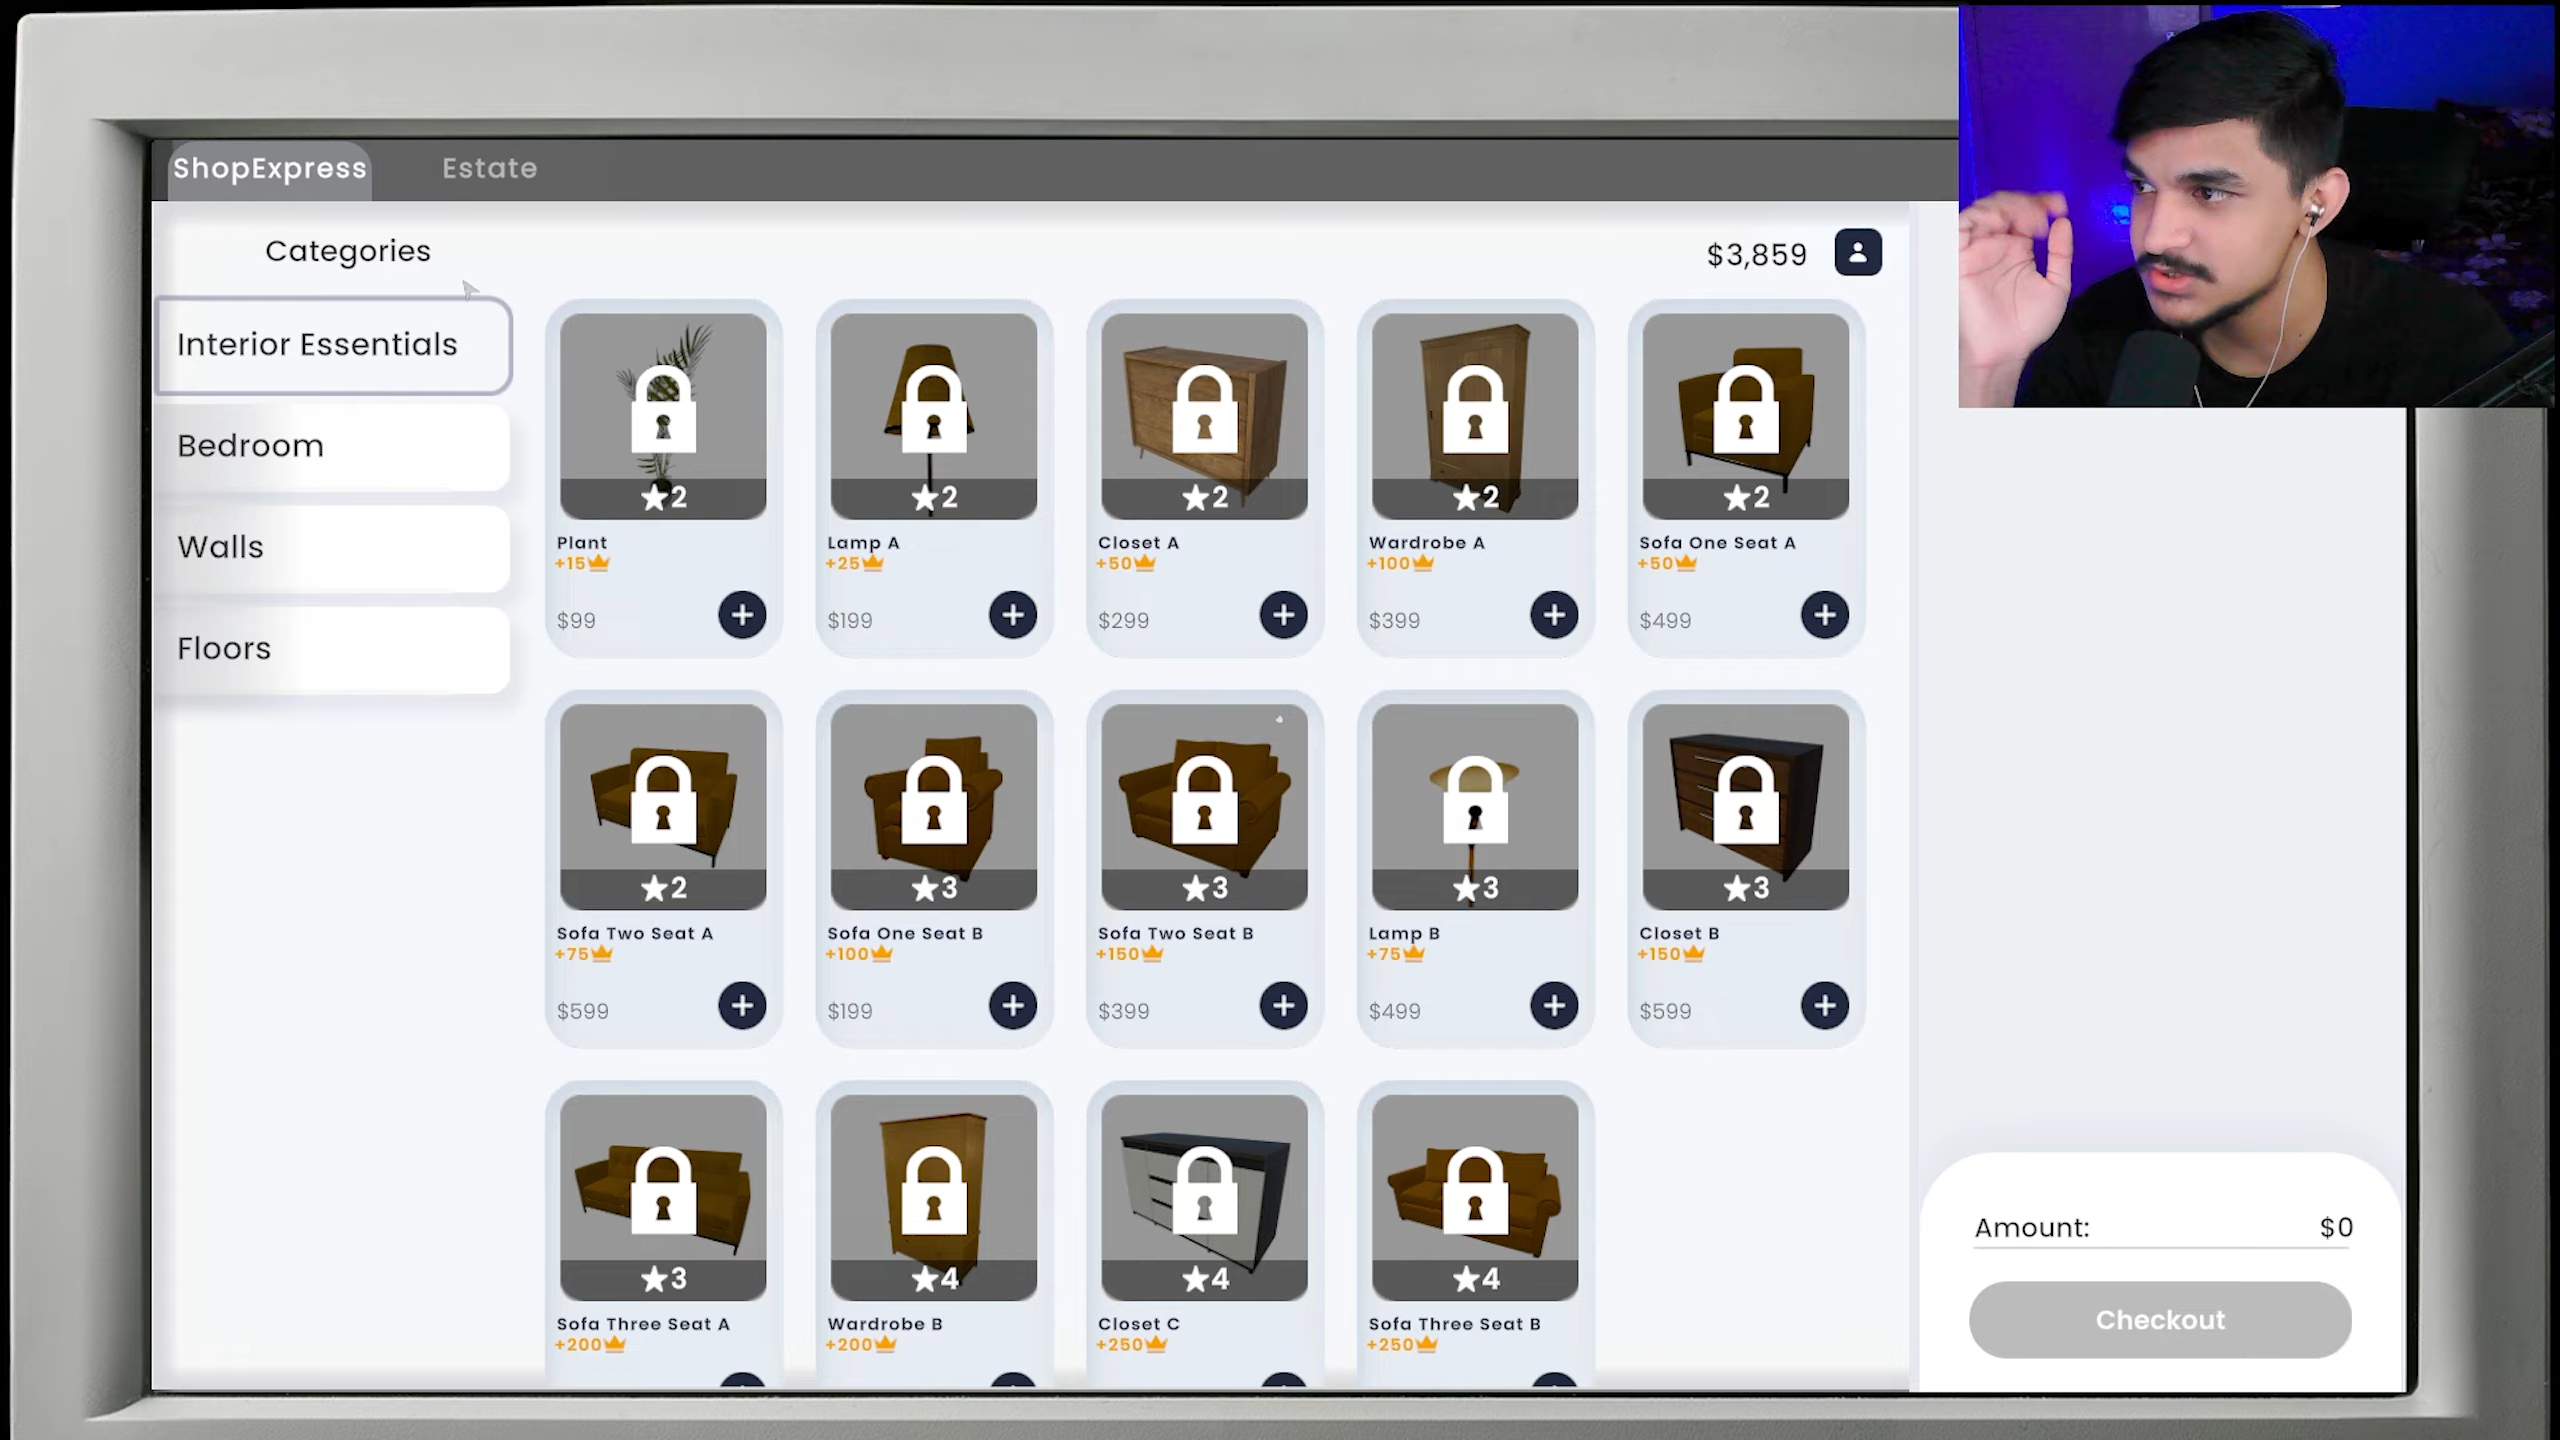 ShopExpress
Estate
Categories
$3,859
Interior Essentials
Bedroom
Walls
Floors
2
2
2
2
2
Plant
Lamp A
Closet A
Wardrobe A
Sofa One Seat A
+15
+25
+50
+100
+50
$99
$199
$299
$399
$499
2
3
3
3
3
Sofa Two Seat A
Sofa One Seat B
Sofa Two Seat B
Lamp B
Closet B
+75
+100
+150
+75
+150
$599
$199
$399
$499
$599
3
4
4
4
Sofa Three Seat A
Wardrobe B
Closet C
Sofa Three Seat B
+200
+200
+250
+250
Amount:
$0
Checkout